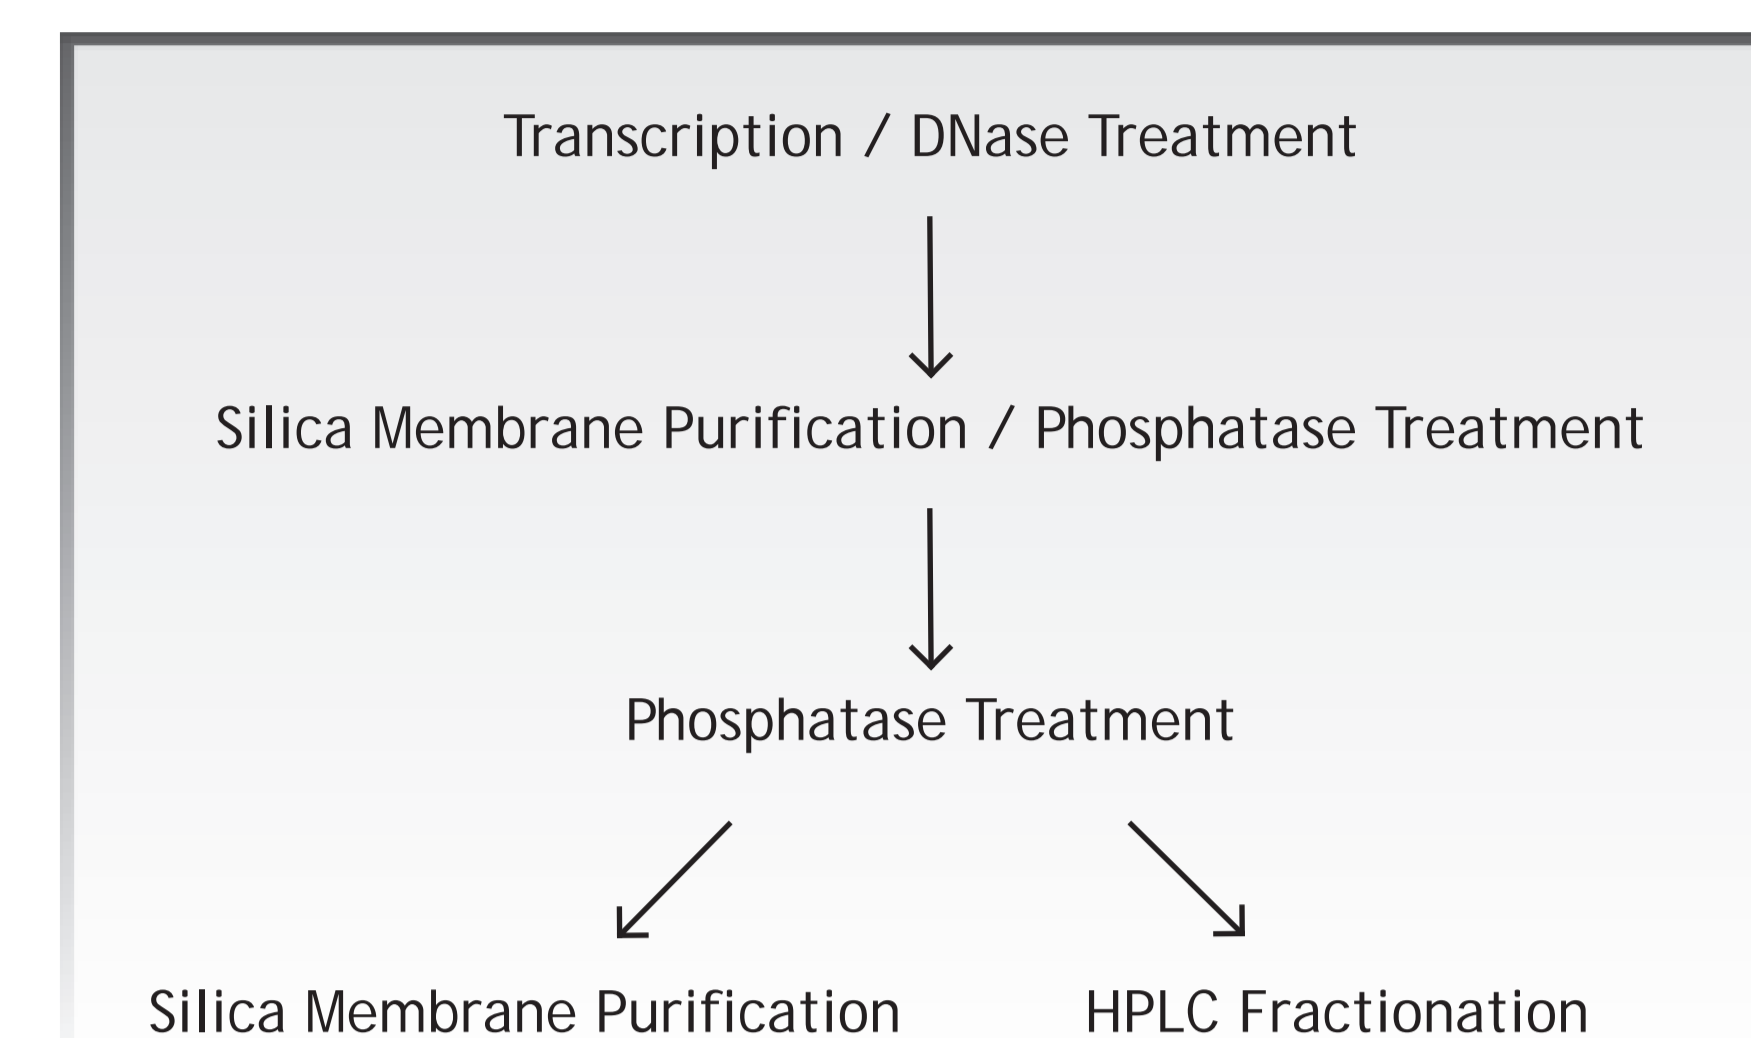 Transcription / DNase Treatment
Silica Membrane Purification / Phosphatase Treatment
Phosphatase Treatment
Silica Membrane Purification
HPLC Fractionation